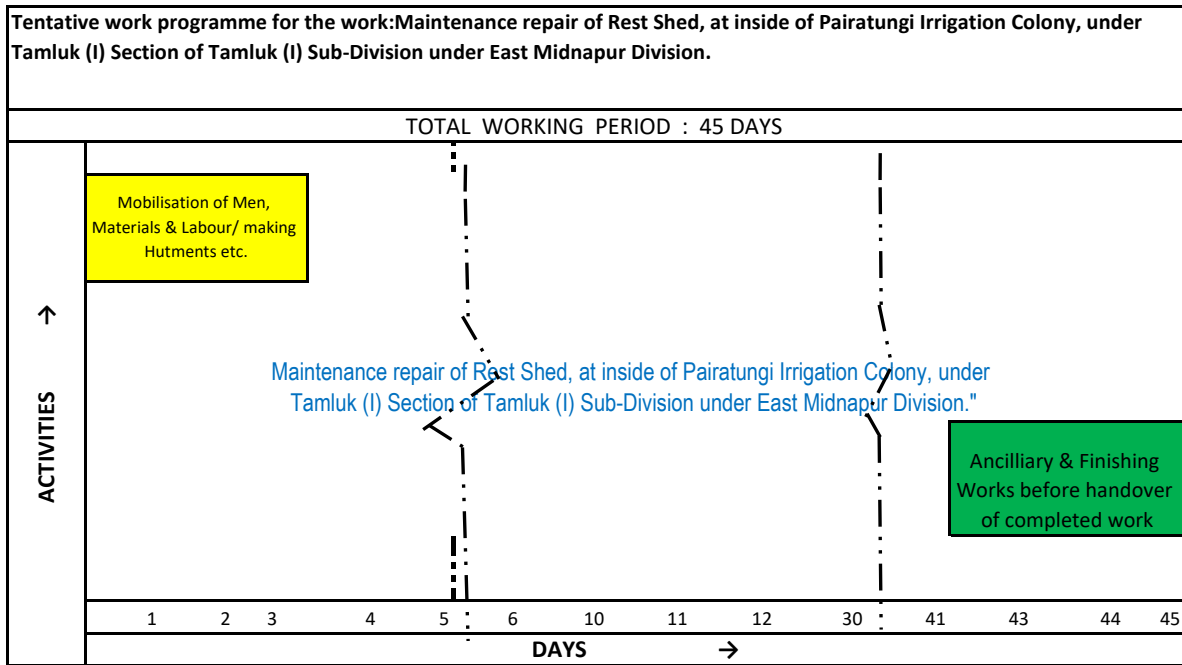 Tentative work programme for the work:Maintenance repair of Rest Shed, at inside of Pairatungi Irrigation Colony, under
Tamluk (I) Section of Tamluk (I) Sub-Division under East Midnapur Division.
TOTAL WORKING PERIOD : 45 DAYS
ACTIVITIES →
Mobilisation of Men,
Materials & Labour/ making
Hutments etc.
Maintenance repair of Rest Shed, at inside of Pairatungi Irrigation Colony, under
Tamluk (I) Section of Tamluk (I) Sub-Division under East Midnapur Division."
Ancilliary & Finishing
Works before handover
of completed work
1 2 3 4 5 6 10 11 12 30 41 43 44 45
DAYS →